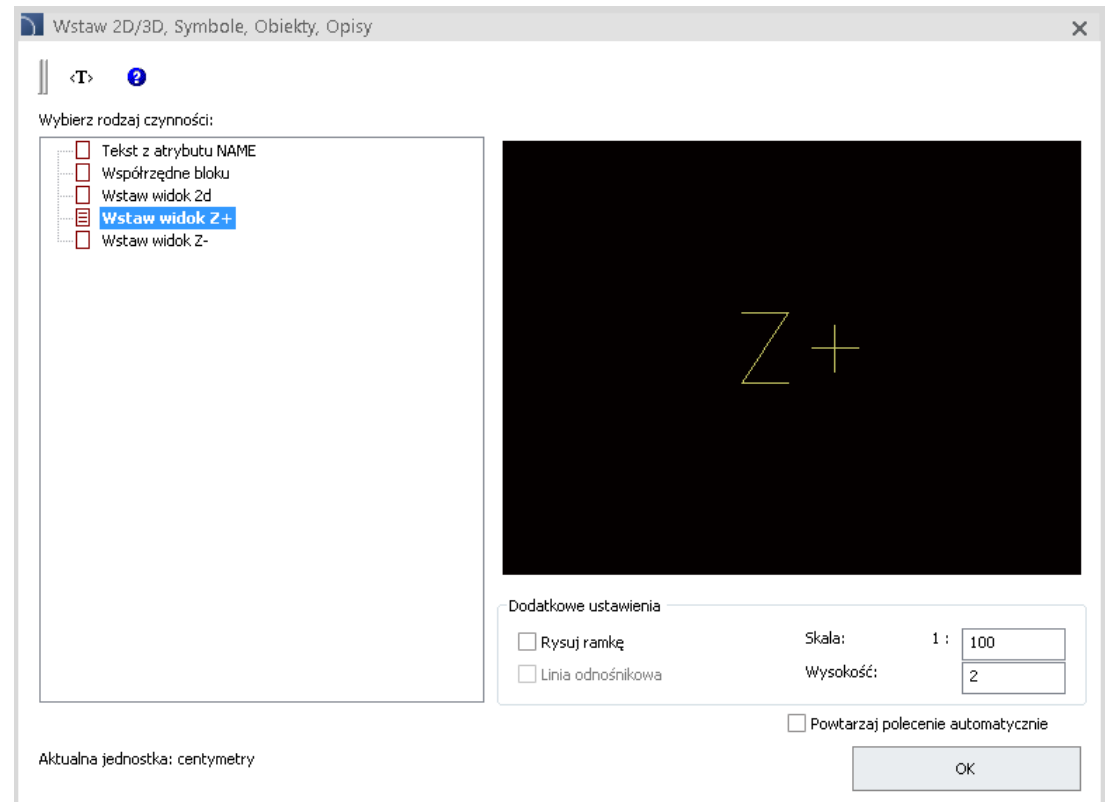 Wstaw 2D/3D, Symbole, Obiekty, Opisy
‹T›
?
Wybierz rodzaj czynności:
Tekst z atrybutu NAME
Współrzędne bloku
Wstaw widok 2d
Wstaw widok Z+
Wstaw widok Z-
Z+
Dodatkowe ustawienia
Rysuj ramkę
Skala: 1 : 100
Linia odnośnikowa
Wysokość: 2
Powtarzaj polecenie automatycznie
Aktualna jednostka: centymetry
OK